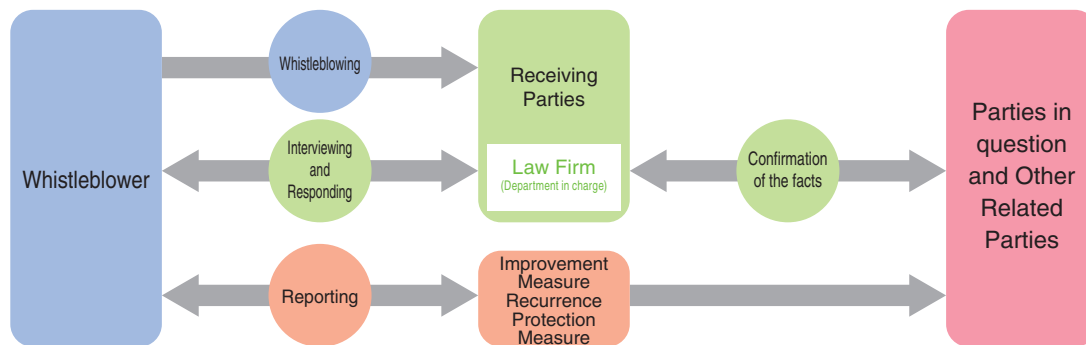 Whistleblower
Whistleblowing
Interviewing
and
Responding
Reporting
Receiving
Parties
Law Firm
(Department in charge)
Improvement
Measure
Recurrence
Protection
Measure
Confirmation
of the facts
Parties in
question
and Other
Related
Parties